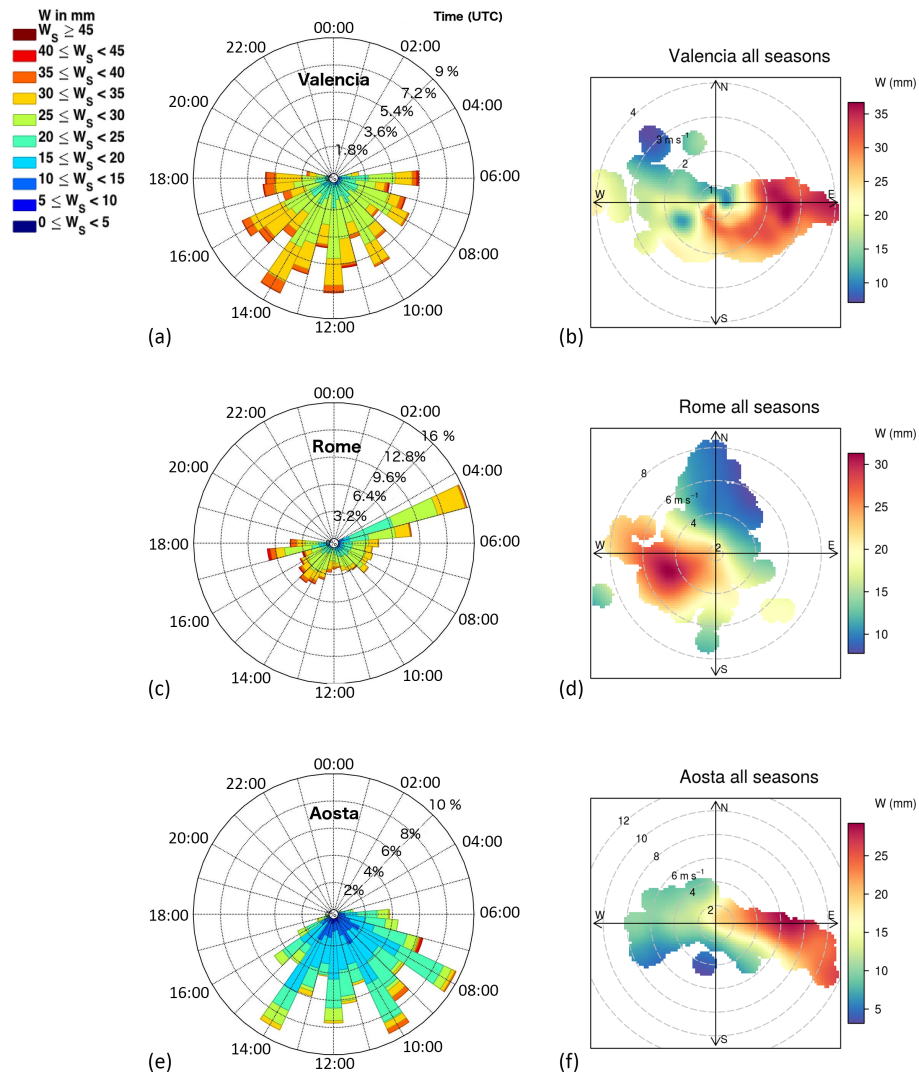 W in mm
W_S ≥ 45
40 ≤ W_S < 45
35 ≤ W_S < 40
30 ≤ W_S < 35
25 ≤ W_S < 30
20 ≤ W_S < 25
15 ≤ W_S < 20
10 ≤ W_S < 15
5 ≤ W_S < 10
0 ≤ W_S < 5
Time (UTC)
00:00
22:00
02:00
Valencia
9 %
7.2%
20:00
04:00
5.4%
3.6%
1.8%
18:00
06:00
16:00
08:00
14:00
10:00
12:00
(a)
Valencia all seasons
W (mm)
N
4
3 m s⁻¹
2
1
W
E
S
35
30
25
20
15
10
(b)
00:00
22:00
02:00
Rome
16 %
12.8%
20:00
04:00
9.6%
6.4%
3.2%
18:00
06:00
16:00
08:00
14:00
10:00
12:00
(c)
Rome all seasons
W (mm)
N
8
6 m s⁻¹
4
2
W
E
S
30
25
20
15
10
(d)
00:00
22:00
02:00
Aosta
10 %
8%
20:00
04:00
6%
4%
2%
18:00
06:00
16:00
08:00
14:00
10:00
12:00
(e)
Aosta all seasons
W (mm)
N
12
10
8
6 m s⁻¹
4
2
W
E
S
25
20
15
10
5
(f)